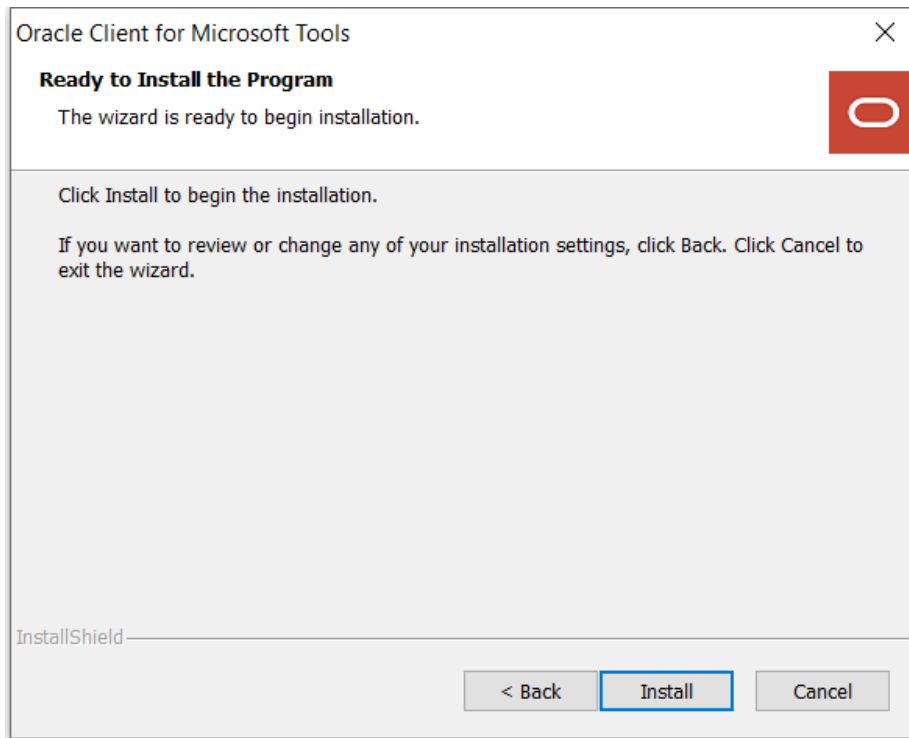 Oracle Client for Microsoft Tools
Ready to Install the Program
The wizard is ready to begin installation.
Click Install to begin the installation.
If you want to review or change any of your installation settings, click Back. Click Cancel to
exit the wizard.
InstallShield
< Back
Install
Cancel